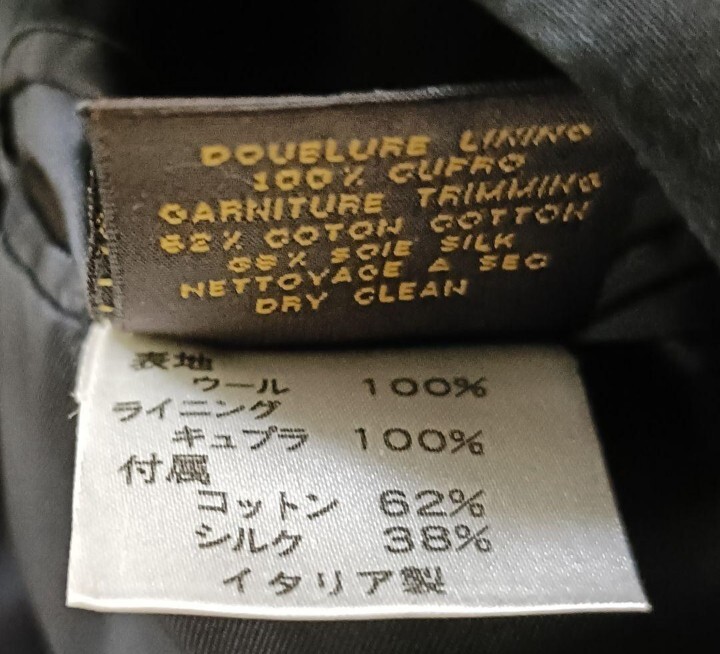 DOUBLURE LINING
100% CUPRO
GARNITURE TRIMMING
62% COTON COTTON
38% SOIE SILK
NETTOYAGE A SEC
DRY CLEAN
表地
ウール 100%
ライニング
キュプラ 100%
付属
コットン 62%
シルク 38%
イタリア製